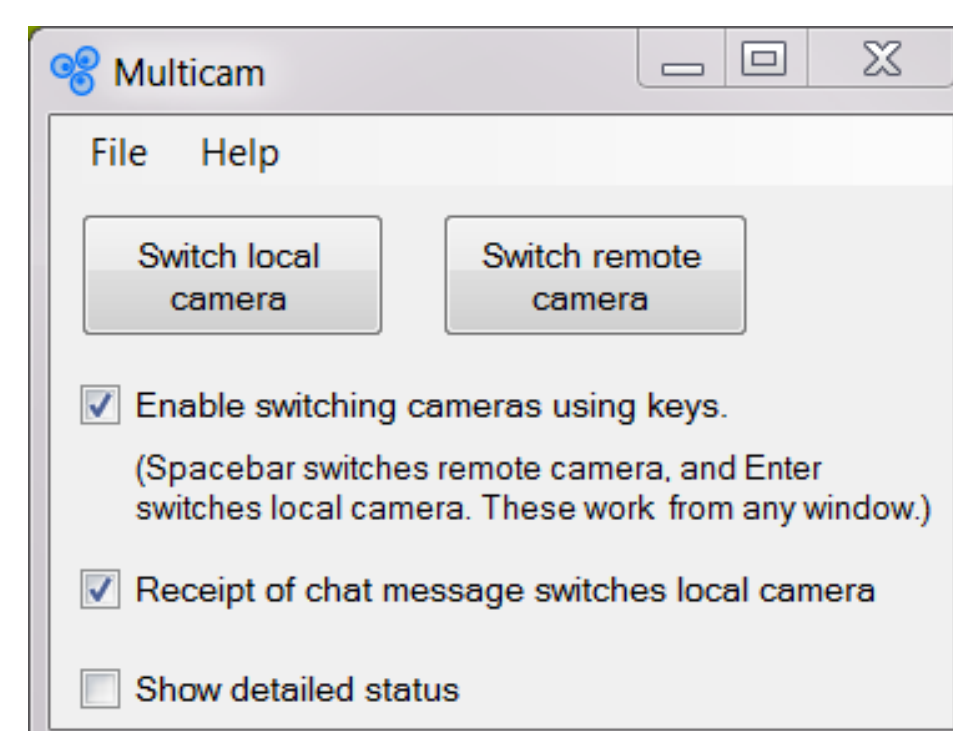 Multicam
File Help
Switch local
camera
Switch remote
camera
Enable switching cameras using keys.
(Spacebar switches remote camera, and Enter
switches local camera. These work from any window.)
Receipt of chat message switches local camera
Show detailed status